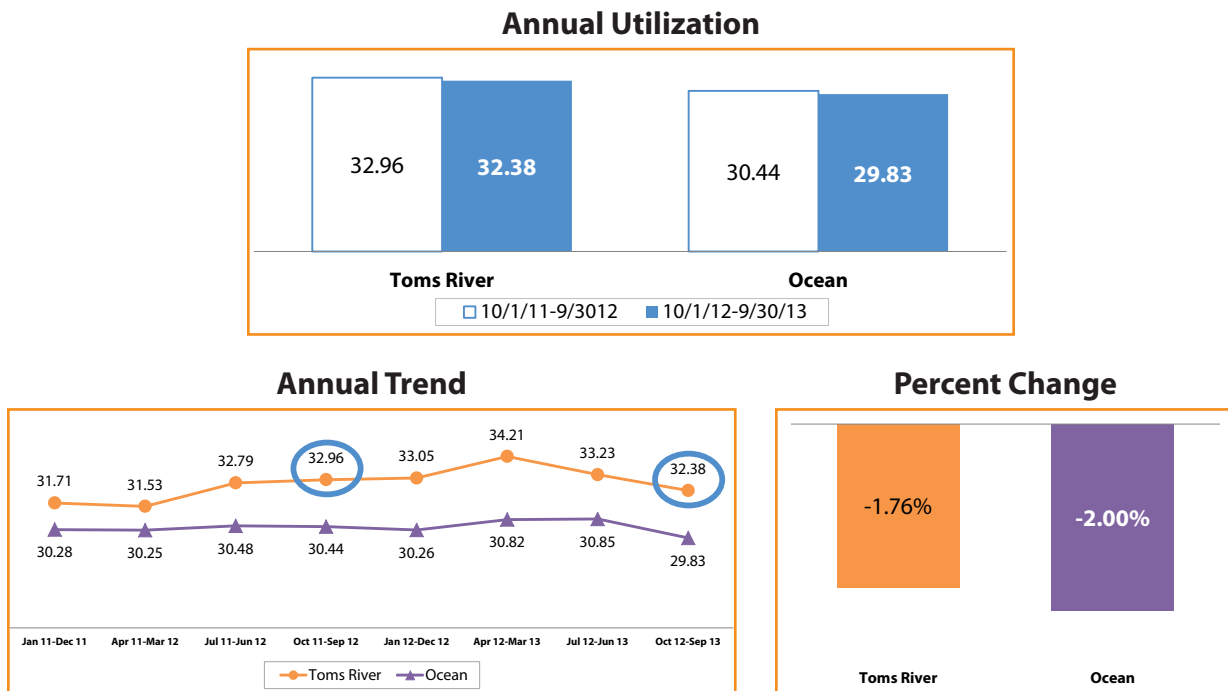 Annual Utilization
32.96 32.38 30.44 29.83
Toms River Ocean
10/1/11-9/3012 10/1/12-9/30/13
Annual Trend
31.71 31.53 32.79 32.96 33.05 34.21 33.23 32.38
30.28 30.25 30.48 30.44 30.26 30.82 30.85 29.83
Jan 11-Dec 11 Apr 11-Mar 12 Jul 11-Jun 12 Oct 11-Sep 12 Jan 12-Dec 12 Apr 12-Mar 13 Jul 12-Jun 13 Oct 12-Sep 13
Toms River Ocean
Percent Change
-1.76% -2.00%
Toms River Ocean